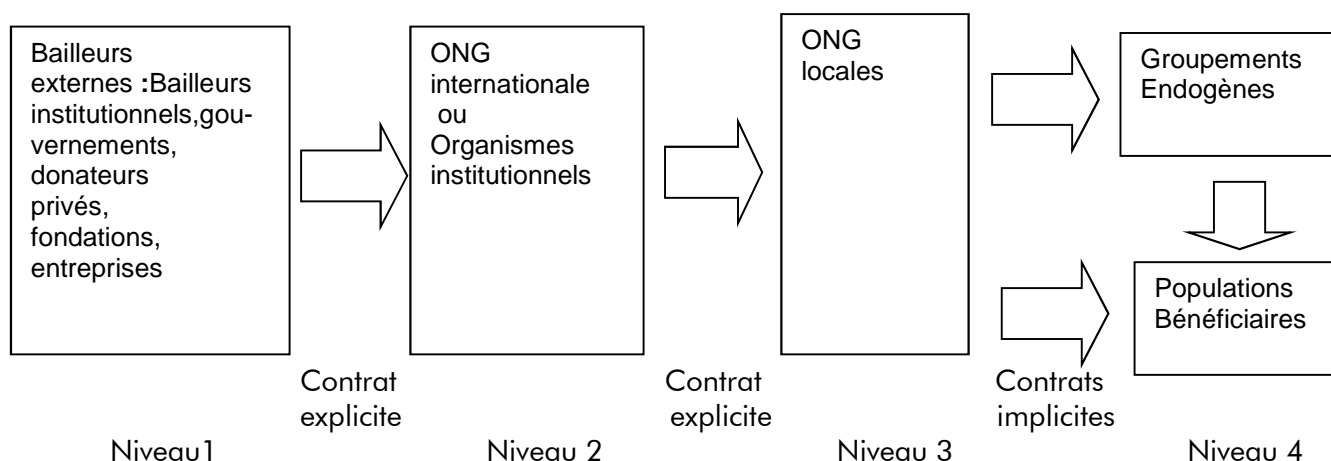 Bailleurs
externes :Bailleurs
institutionnels,gou-
vernements,
donateurs
privés,
fondations,
entreprises
ONG
internationale
ou
Organismes
institutionnels
ONG
locales
Groupements
Endogènes
Populations
Bénéficiaires
Contrat
explicite
Contrat
explicite
Contrats
implicites
Niveau1
Niveau 2
Niveau 3
Niveau 4